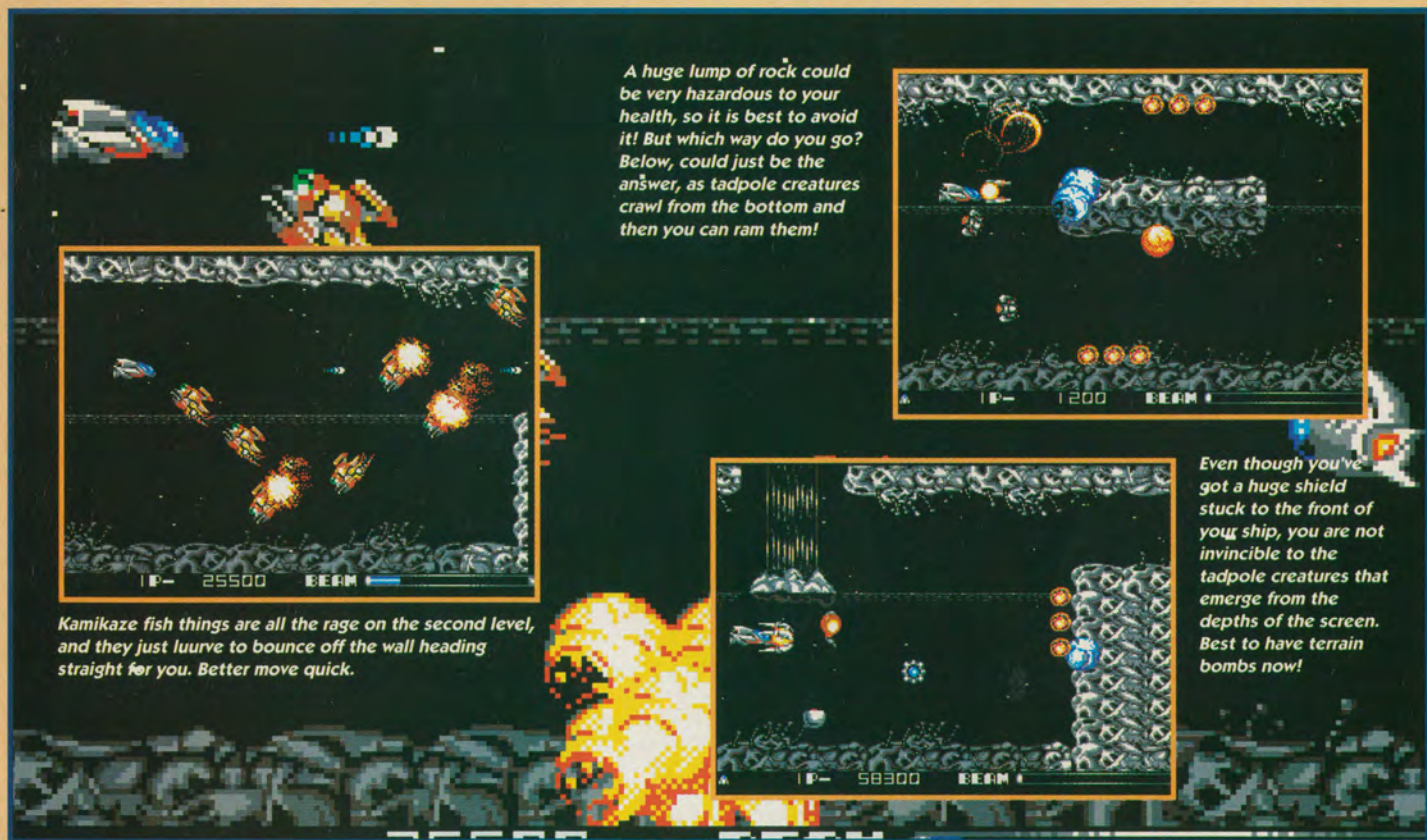 A huge lump of rock could
be very hazardous to your
health, so it is best to avoid
it! But which way do you go?
Below, could just be the
answer, as tadpole creatures
crawl from the bottom and
then you can ram them!
1P- 1200 BEAM
1P- 25500 BEAM
Kamikaze fish things are all the rage on the second level,
and they just luurve to bounce off the wall heading
straight for you. Better move quick.
Even though you've
got a huge shield
stuck to the front of
your ship, you are not
invincible to the
tadpole creatures that
emerge from the
depths of the screen.
Best to have terrain
bombs now!
1P- 58300 BEAM